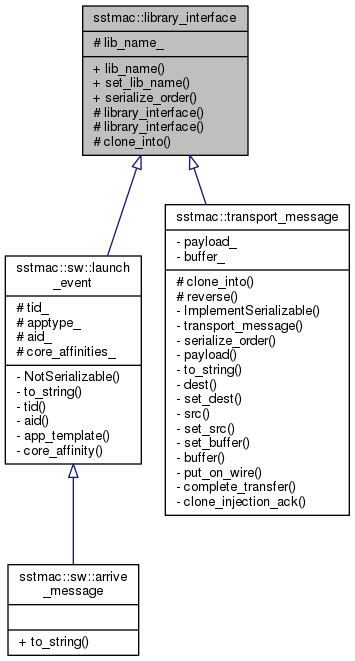 sstmac::library_interface
# lib_name_
+ lib_name()
+ set_lib_name()
+ serialize_order()
# library_interface()
# library_interface()
# clone_into()
sstmac::sw::launch
_event
# tid_
# apptype_
# aid_
# core_affinities_
- NotSerializable()
- to_string()
- tid()
- aid()
- app_template()
- core_affinity()
sstmac::transport_message
- payload_
- buffer_
# clone_into()
# reverse()
- ImplementSerializable()
- transport_message()
- serialize_order()
- payload()
- to_string()
- dest()
- set_dest()
- src()
- set_src()
- set_buffer()
- buffer()
- put_on_wire()
- complete_transfer()
- clone_injection_ack()
sstmac::sw::arrive
_message
+ to_string()